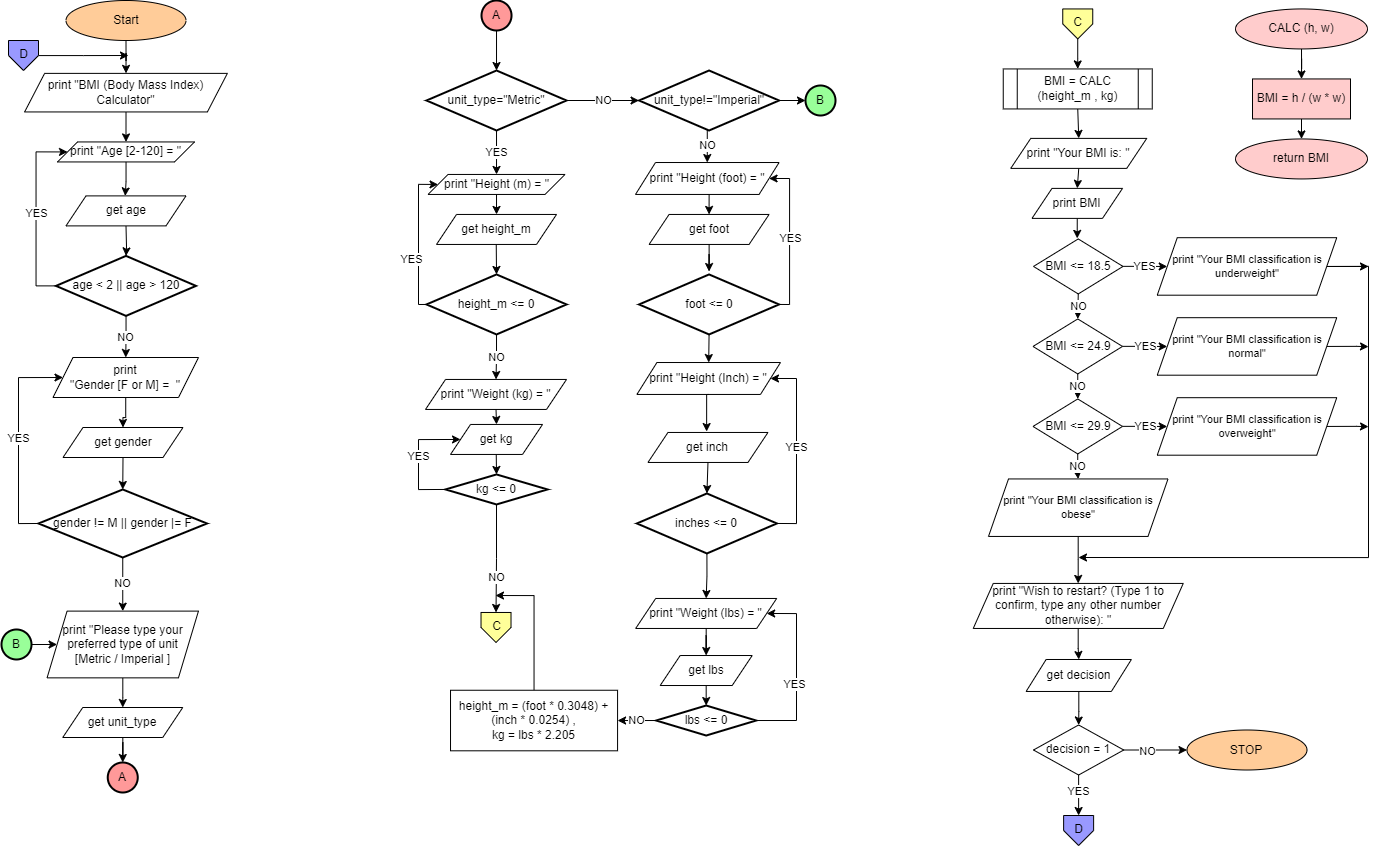 Start
D
print "BMI (Body Mass Index)
Calculator"
print "Age [2-120] = "
YES
get age
age < 2 || age > 120
NO
print
"Gender [F or M] = "
YES
get gender
gender != M || gender |= F
NO
B
print "Please type your
preferred type of unit
[Metric / Imperial ]
get unit_type
A
A
unit_type="Metric"
NO
unit_type!="Imperial"
B
YES
print "Height (m) = "
get height_m
YES
height_m <= 0
NO
print "Weight (kg) = "
get kg
YES
kg <= 0
NO
C
NO
print "Height (foot) = "
get foot
YES
foot <= 0
print "Height (Inch) = "
get inch
YES
inches <= 0
print "Weight (lbs) = "
get lbs
YES
lbs <= 0
NO
height_m = (foot * 0.3048) +
(inch * 0.0254) ,
kg = lbs * 2.205
C
BMI = CALC
(height_m , kg)
print "Your BMI is: "
print BMI
BMI <= 18.5
YES
print "Your BMI classification is
underweight"
NO
BMI <= 24.9
YES
print "Your BMI classification is
normal"
NO
BMI <= 29.9
YES
print "Your BMI classification is
overweight"
NO
print "Your BMI classification is
obese"
print "Wish to restart? (Type 1 to
confirm, type any other number
otherwise): "
get decision
decision = 1
NO
STOP
YES
D
CALC (h, w)
BMI = h / (w * w)
return BMI